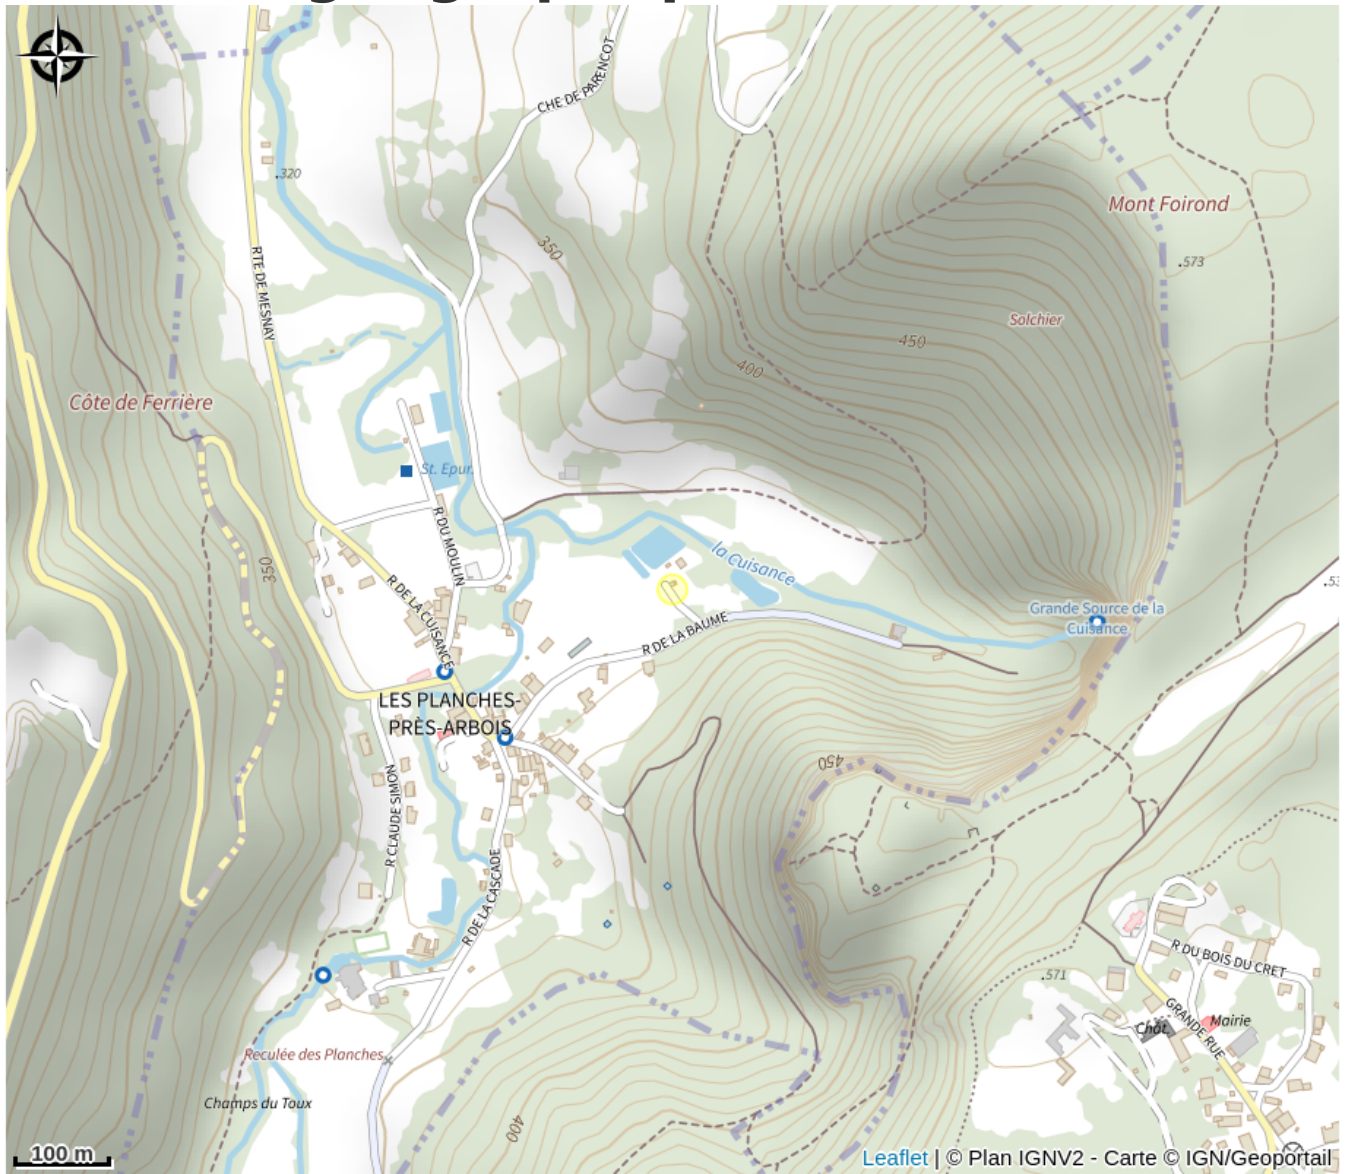 CHE DE PARENCOT
.320
Mont Foirond
350
.573
RTE DE MESNAY
Solchier
450
400
Côte de Ferrière
St. Epur.
R DU MOULIN
la Cuisance
350
R DE LA CUISANCE
Grande Source de la
Cuisance
R DE LA BAUME
LES PLANCHES-
PRÈS-ARBOIS
450
R CLAUDE SIMON
R DE LA CASCADE
R DU BOIS DU CRET
.571
GRANDE RUE
Mairie
Chât.
Reculée des Planches
Champs du Toux
400
100 m
Leaflet | © Plan IGNV2 - Carte © IGN/Geoportail